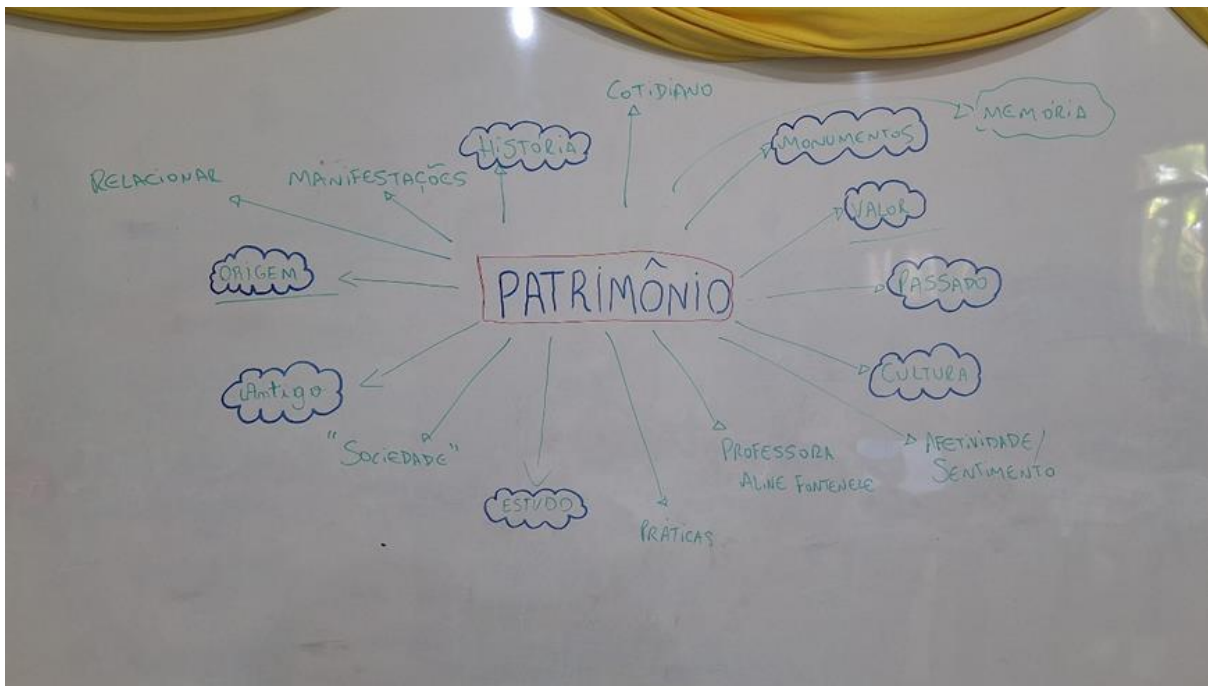 COTIDIANO
MEMÓRIA
MONUMENTOS
HISTÓRIA
RELACIONAR
MANIFESTAÇÕES
VALOR
ORIGEM
PATRIMÔNIO
PASSADO
CULTURA
Antigo
"SOCIEDADE"
PROFESSORA
ALINE FONTENELE
AFETIVIDADE/
SENTIMENTO
ESTUDO
PRÁTICAS